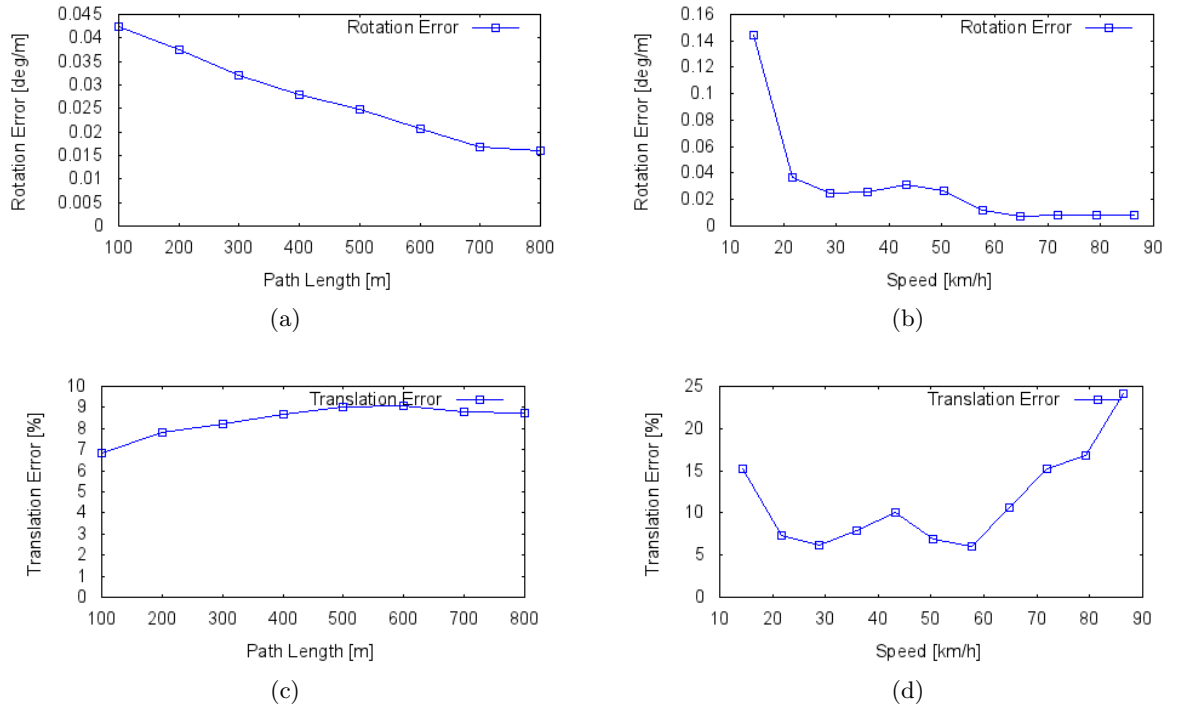 0.045
0.04
0.035
0.03
0.025
0.02
0.015
0.01
0.005
0
Rotation Error [deg/m]
Rotation Error
100 200 300 400 500 600 700 800
Path Length [m]
(a)
0.16
0.14
0.12
0.1
0.08
0.06
0.04
0.02
0
Rotation Error [deg/m]
Rotation Error
10 20 30 40 50 60 70 80 90
Speed [km/h]
(b)
10
9
8
7
6
5
4
3
2
1
0
Translation Error [%]
Translation Error
100 200 300 400 500 600 700 800
Path Length [m]
(c)
25
20
15
10
5
0
Translation Error [%]
Translation Error
10 20 30 40 50 60 70 80 90
Speed [km/h]
(d)